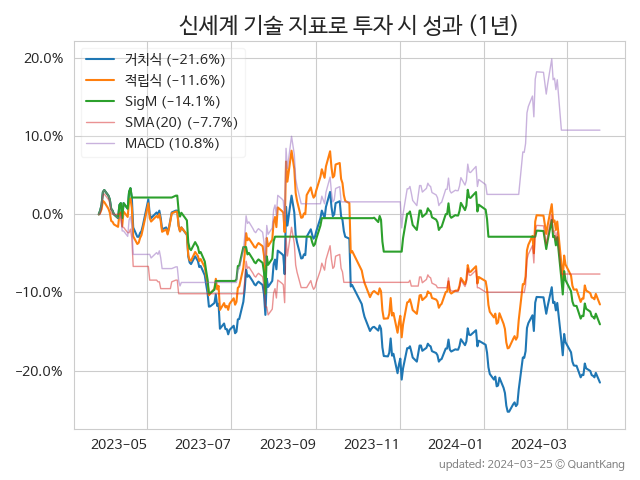 신세계 기술 지표로 투자 시 성과 (1년)
거치식 (−21.6%)
적립식 (−11.6%)
SigM (−14.1%)
SMA(20) (−7.7%)
MACD (10.8%)
20.0%
10.0%
0.0%
−10.0%
−20.0%
2023-05 2023-07 2023-09 2023-11 2024-01 2024-03
updated: 2024-03-25 © QuantKang